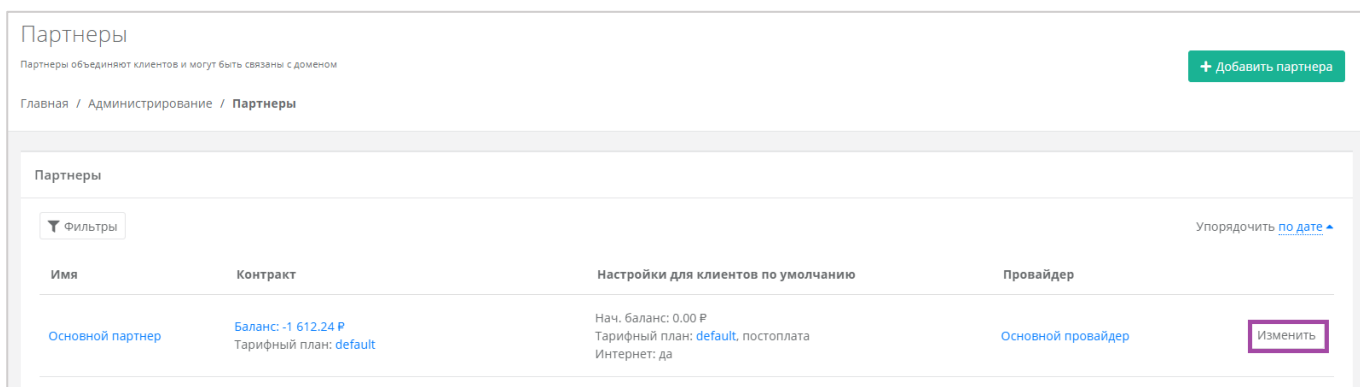 Партнеры
Партнеры объединяют клиентов и могут быть связаны с доменом
+ Добавить партнера
Главная / Администрирование / Партнеры
Партнеры
Фильтры
Упорядочить по дате
Имя Контракт Настройки для клиентов по умолчанию Провайдер
Основной партнер
Баланс: -1 612.24 ₽
Тарифный план: default
Нач. баланс: 0.00 ₽
Тарифный план: default, постоплата
Интернет: да
Основной провайдер
Изменить